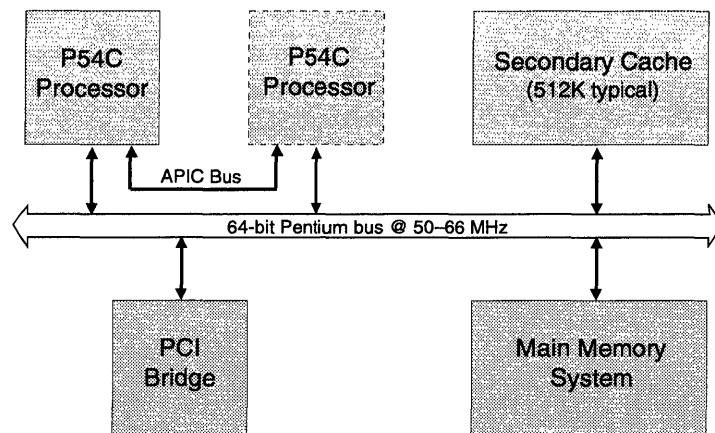 P54C
Processor
P54C
Processor
Secondary Cache
(512K typical)
APIC Bus
64-bit Pentium bus @ 50–66 MHz
PCI
Bridge
Main Memory
System